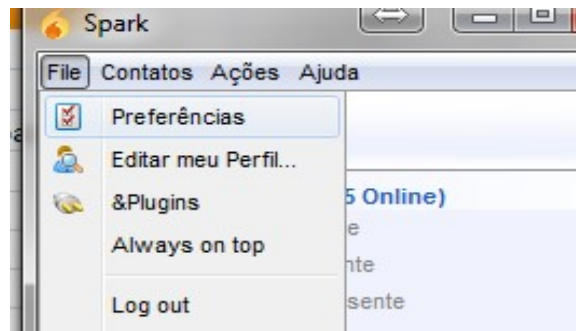 Spark
File Contatos Ações Ajuda
Preferências
Editar meu Perfil...
&Plugins
5 Online)
Always on top
nte
Log out
sente